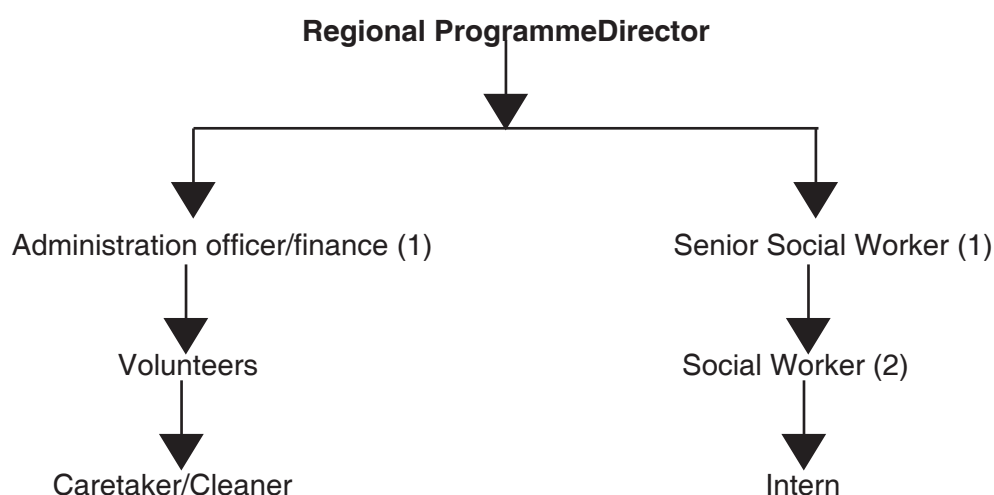 Regional ProgrammeDirector
Administration officer/finance (1)
Senior Social Worker (1)
Volunteers
Social Worker (2)
Caretaker/Cleaner
Intern